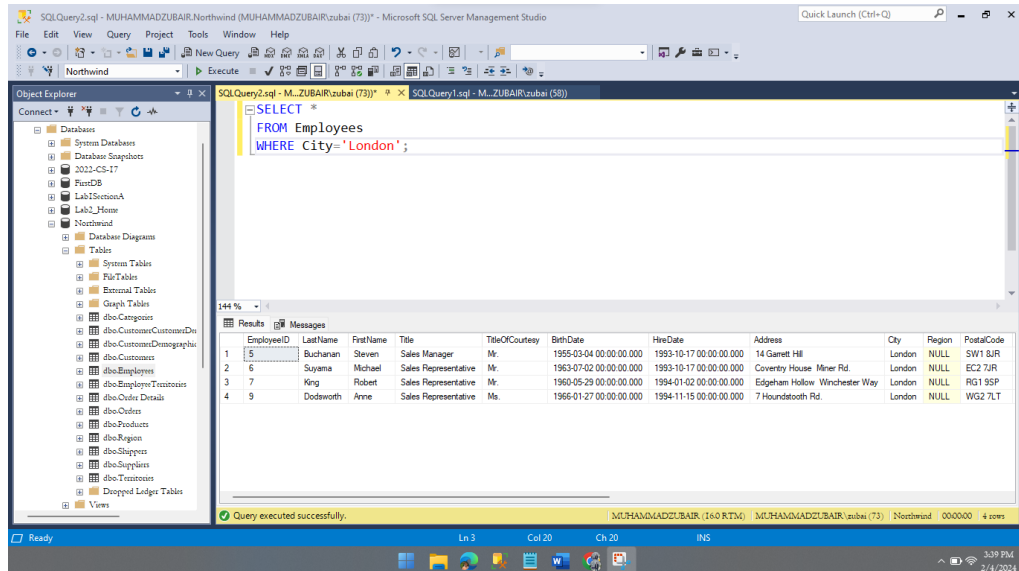 SQLQuery2.sql - MUHAMMADZUBAIR.Northwind (MUHAMMADZUBAIR\zubai (73))* - Microsoft SQL Server Management Studio
Quick Launch (Ctrl+Q)
File Edit View Query Project Tools Window Help
New Query
Northwind
Execute
Object Explorer
SQLQuery2.sql - M...ZUBAIR\zubai (73))*
SQLQuery1.sql - M...ZUBAIR\zubai (58))
Connect
Databases
System Databases
Database Snapshots
2022-CS-17
FirstDB
Lab1SectionA
Lab2_Home
Northwind
Database Diagrams
Tables
System Tables
FileTables
External Tables
Graph Tables
dbo.Categories
dbo.CustomerCustomerDe
dbo.CustomerDemographic
dbo.Customers
dbo.Employees
dbo.EmployeeTerritories
dbo.Order Details
dbo.Orders
dbo.Products
dbo.Region
dbo.Shippers
dbo.Suppliers
dbo.Territories
Dropped Ledger Tables
Views
SELECT *
FROM Employees
WHERE City='London';
144 %
Results Messages
EmployeeID LastName FirstName Title TitleOfCourtesy BirthDate HireDate Address City Region PostalCode
1 5 Buchanan Steven Sales Manager Mr. 1955-03-04 00:00:00.000 1993-10-17 00:00:00.000 14 Garrett Hill London NULL SW1 8JR
2 6 Suyama Michael Sales Representative Mr. 1963-07-02 00:00:00.000 1993-10-17 00:00:00.000 Coventry House Miner Rd. London NULL EC2 7JR
3 7 King Robert Sales Representative Mr. 1960-05-29 00:00:00.000 1994-01-02 00:00:00.000 Edgeham Hollow Winchester Way London NULL RG1 9SP
4 9 Dodsworth Anne Sales Representative Ms. 1966-01-27 00:00:00.000 1994-11-15 00:00:00.000 7 Houndstooth Rd. London NULL WG2 7LT
Query executed successfully.
MUHAMMADZUBAIR (16.0 RTM) MUHAMMADZUBAIR\zubai (73) Northwind 00:00:00 4 rows
Ready
Ln 3 Col 20 Ch 20 INS
3:39 PM
2/4/2024